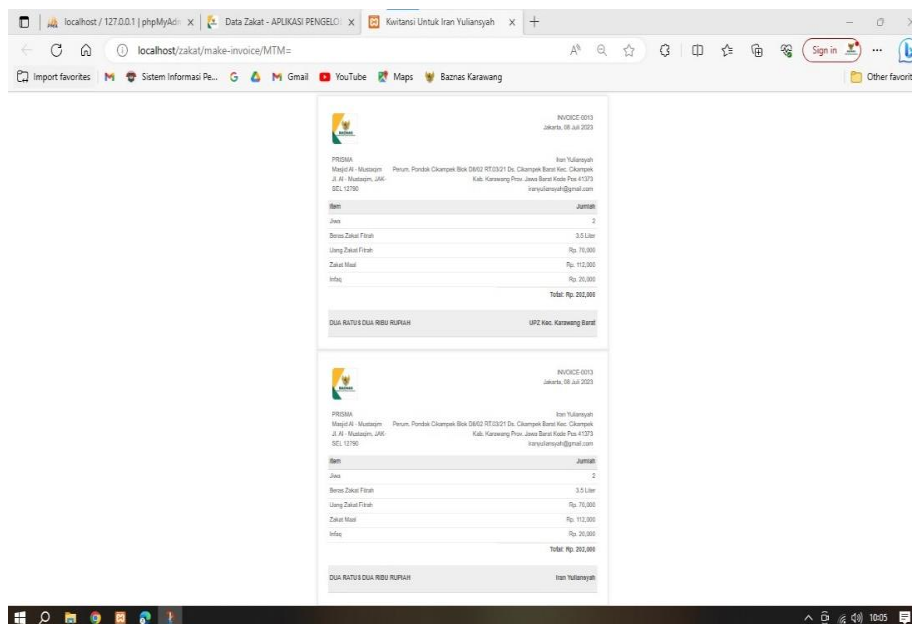 localhost / 127.0.0.1 | phpMyAdm
Data Zakat - APLIKASI PENGELO
Kwitansi Untuk Iran Yuliansyah
localhost/zakat/make-invoice/MTM=
Sign in
Import favorites
Sistem Informasi Pe...
Gmail
YouTube
Maps
Baznas Karawang
Other favorit
INVOICE-0013
Jakarta, 08 Juli 2023
PRISMA
Iran Yuliansyah
Masjid Al - Mustaqim
Perum. Pondok Cikampek Blok D8/02 RT.03/21 Ds. Cikampek Barat Kec. Cikampek
Jl. Al - Mustaqim, JAK-
Kab. Karawang Prov. Jawa Barat Kode Pos 41373
SEL 12790
iranyuliansyah@gmail.com
Item Jumlah
Jiwa 2
Beras Zakat Fitrah 3.5 Liter
Uang Zakat Fitrah Rp. 70,000
Zakat Maal Rp. 112,000
Infaq Rp. 20,000
Total: Rp. 202,000
DUA RATUS DUA RIBU RUPIAH UPZ Kec. Karawang Barat
INVOICE-0013
Jakarta, 08 Juli 2023
PRISMA
Iran Yuliansyah
Masjid Al - Mustaqim
Perum. Pondok Cikampek Blok D8/02 RT.03/21 Ds. Cikampek Barat Kec. Cikampek
Jl. Al - Mustaqim, JAK-
Kab. Karawang Prov. Jawa Barat Kode Pos 41373
SEL 12790
iranyuliansyah@gmail.com
Item Jumlah
Jiwa 2
Beras Zakat Fitrah 3.5 Liter
Uang Zakat Fitrah Rp. 70,000
Zakat Maal Rp. 112,000
Infaq Rp. 20,000
Total: Rp. 202,000
DUA RATUS DUA RIBU RUPIAH Iran Yuliansyah
10:05